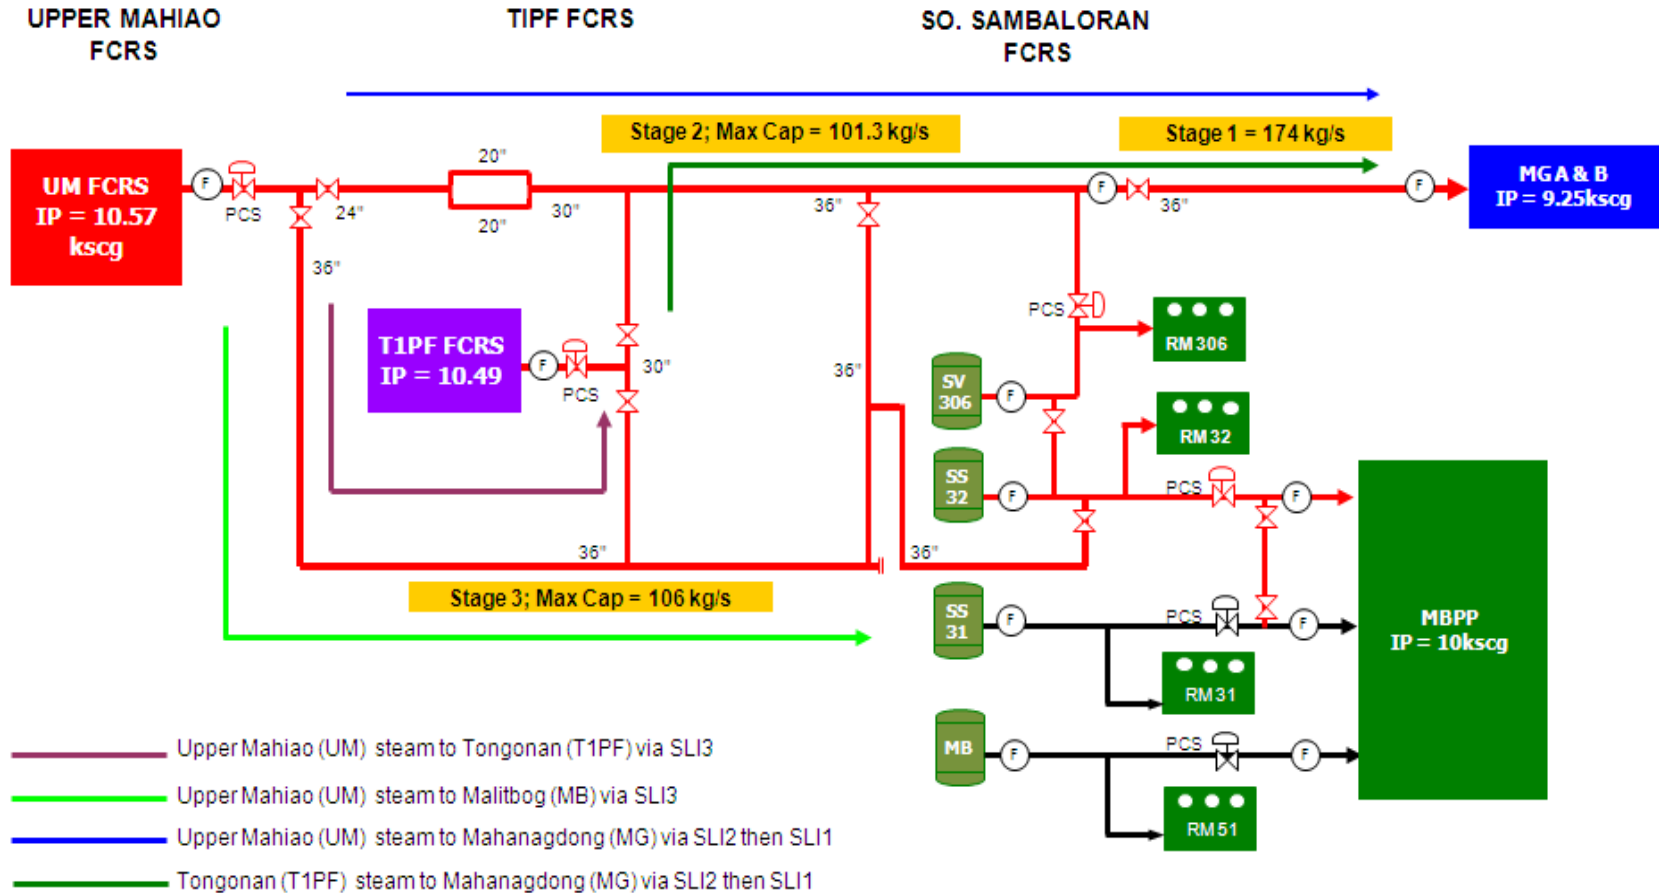 UPPER MAHIAO
FCRS
TIPF FCRS
SO. SAMBALORAN
FCRS
Stage 2; Max Cap = 101.3 kg/s
Stage 1 = 174 kg/s
UM FCRS
IP = 10.57
kscg
F
PCS
24"
20"
20"
30"
36"
F
36"
F
MGA & B
IP = 9.25kscg
36"
T1PF FCRS
IP = 10.49
F
PCS
30"
36"
PCS
RM 306
SV
306
F
RM 32
SS
32
F
PCS
F
36"
36"
Stage 3; Max Cap = 106 kg/s
SS
31
F
PCS
F
MBPP
IP = 10kscg
RM 31
MB
F
PCS
F
RM 51
Upper Mahiao (UM) steam to Tongonan (T1PF) via SLI3
Upper Mahiao (UM) steam to Malitbog (MB) via SLI3
Upper Mahiao (UM) steam to Mahanagdong (MG) via SLI2 then SLI1
Tongonan (T1PF) steam to Mahanagdong (MG) via SLI2 then SLI1